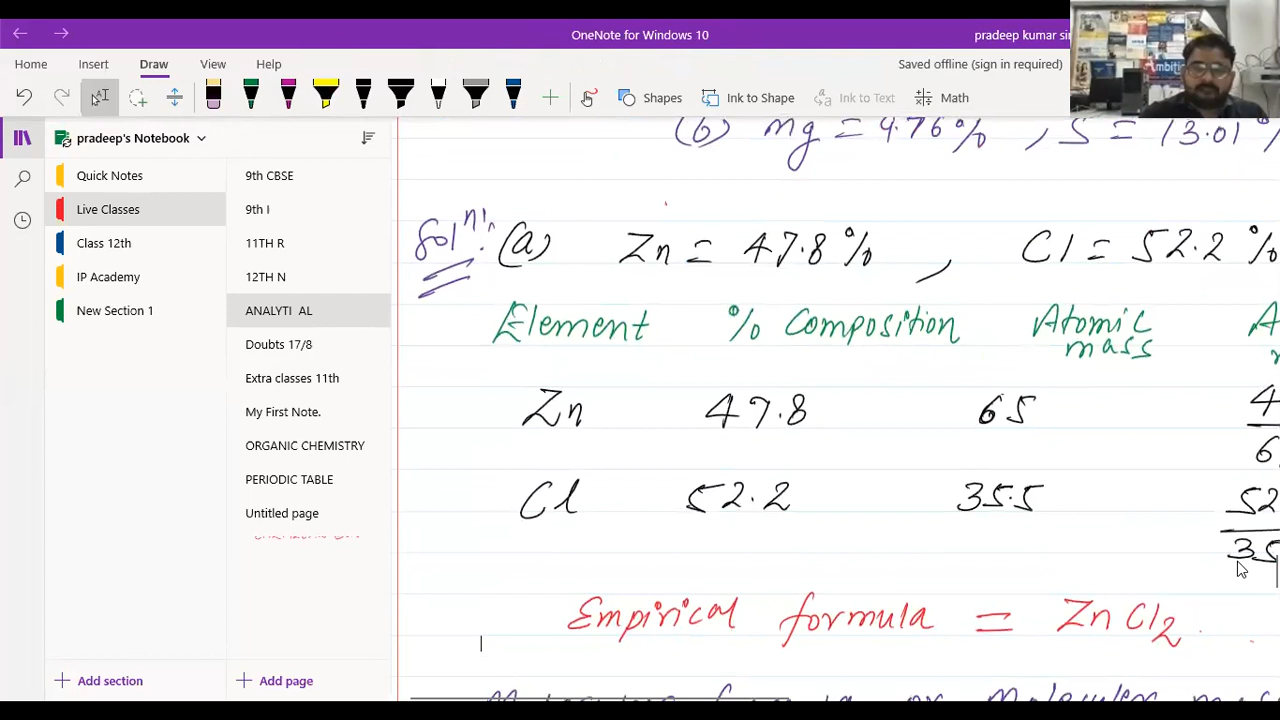 OneNote for Windows 10
pradeep kumar sin
Home Insert Draw View Help
Saved offline (sign in required)
Shapes Ink to Shape Ink to Text Math
pradeep's Notebook
Quick Notes
Live Classes
Class 12th
IP Academy
New Section 1
9th CBSE
9th I
11TH R
12TH N
ANALYTI AL
Doubts 17/8
Extra classes 11th
My First Note.
ORGANIC CHEMISTRY
PERIODIC TABLE
Untitled page
Add section
Add page
(b) mg = 4.76% , S = 13.01%
Soln: (a) Zn = 47.8% , Cl = 52.2%
Element % Composition Atomic mass
Zn 47.8 65
Cl 52.2 35.5
Empirical formula = ZnCl2